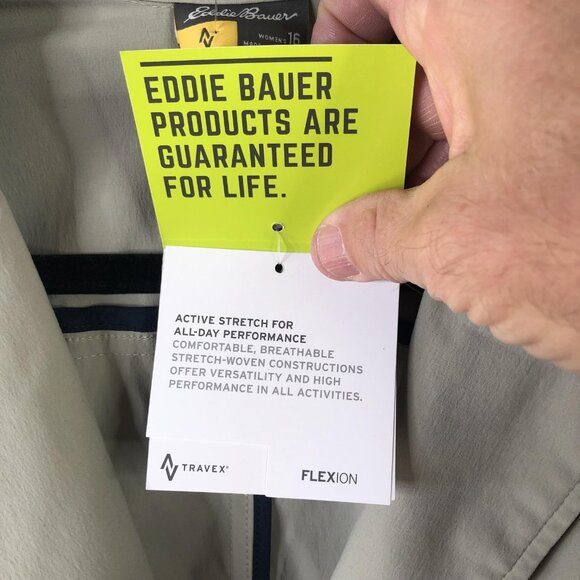 Eddie Bauer
WOMENS 16
EDDIE BAUER
PRODUCTS ARE
GUARANTEED
FOR LIFE.
ACTIVE STRETCH FOR
ALL-DAY PERFORMANCE
COMFORTABLE, BREATHABLE
STRETCH-WOVEN CONSTRUCTIONS
OFFER VERSATILITY AND HIGH
PERFORMANCE IN ALL ACTIVITIES.
TRAVEX® FLEXION